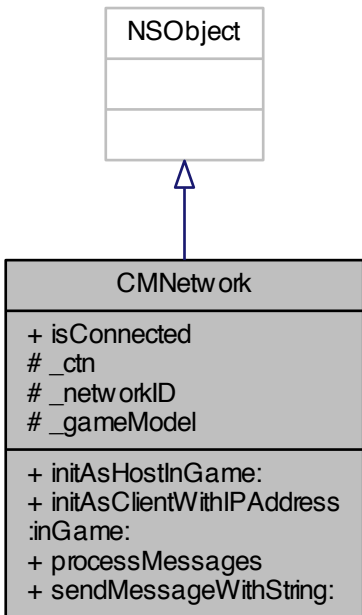 NSObject
CMNetwork
+ isConnected
# _ctn
# _networkID
# _gameModel
+ initAsHostInGame:
+ initAsClientWithIPAddress
:inGame:
+ processMessages
+ sendMessageWithString: